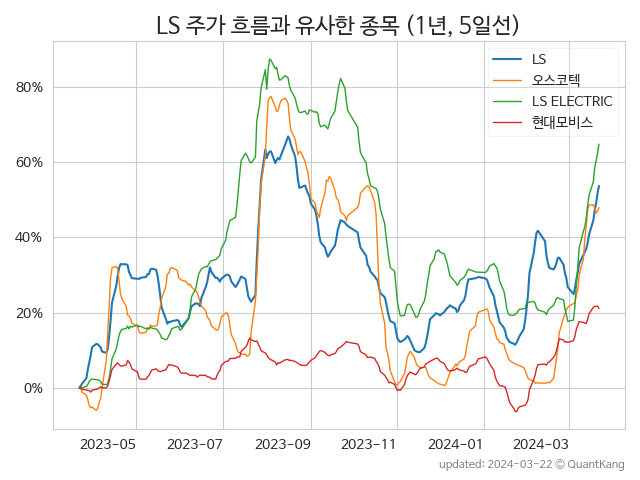 LS 주가 흐름과 유사한 종목 (1년, 5일선)
LS
오스코텍
LS ELECTRIC
현대모비스
80%
60%
40%
20%
0%
2023-05
2023-07
2023-09
2023-11
2024-01
2024-03
updated: 2024-03-22 © QuantKang